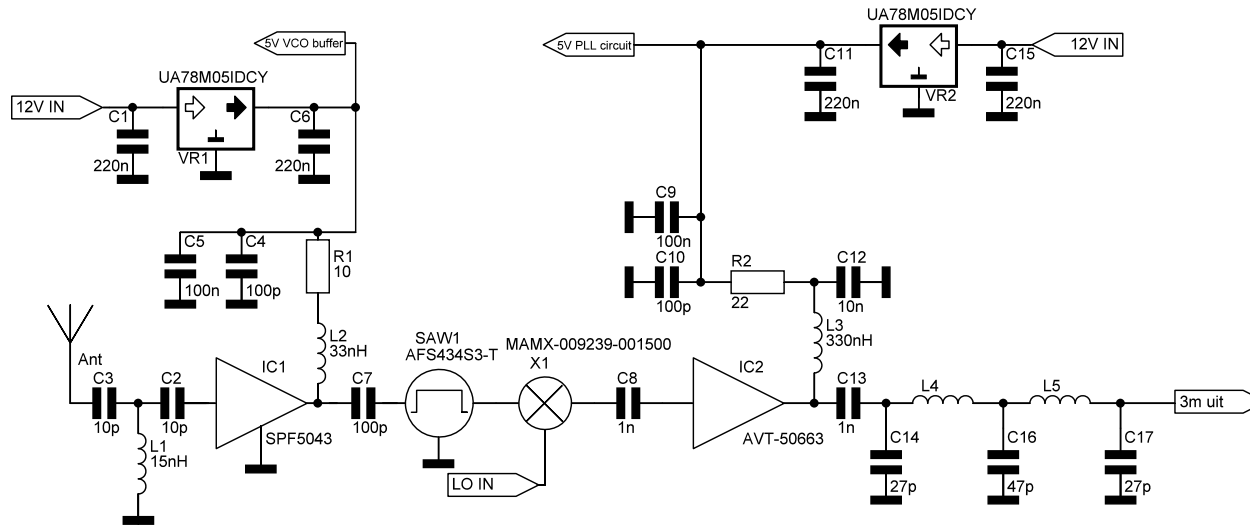 UA78M05IDCY
5V VCO buffer
5V PLL circuit
C11
12V IN
C15
UA78M05IDCY
12V IN
C1
C6
220n
VR2
220n
VR1
220n
220n
C9
100n
C5
C4
R1
10
C10
R2
C12
100n
100p
100p
22
10n
L2
33nH
SAW1
AFS434S3-T
MAMX-009239-001500
X1
L3
330nH
Ant
C3
C2
IC1
C7
C8
IC2
C13
L4
L5
3m uit
10p
10p
100p
1n
1n
SPF5043
AVT-50663
L1
15nH
C14
C16
C17
LO IN
27p
47p
27p